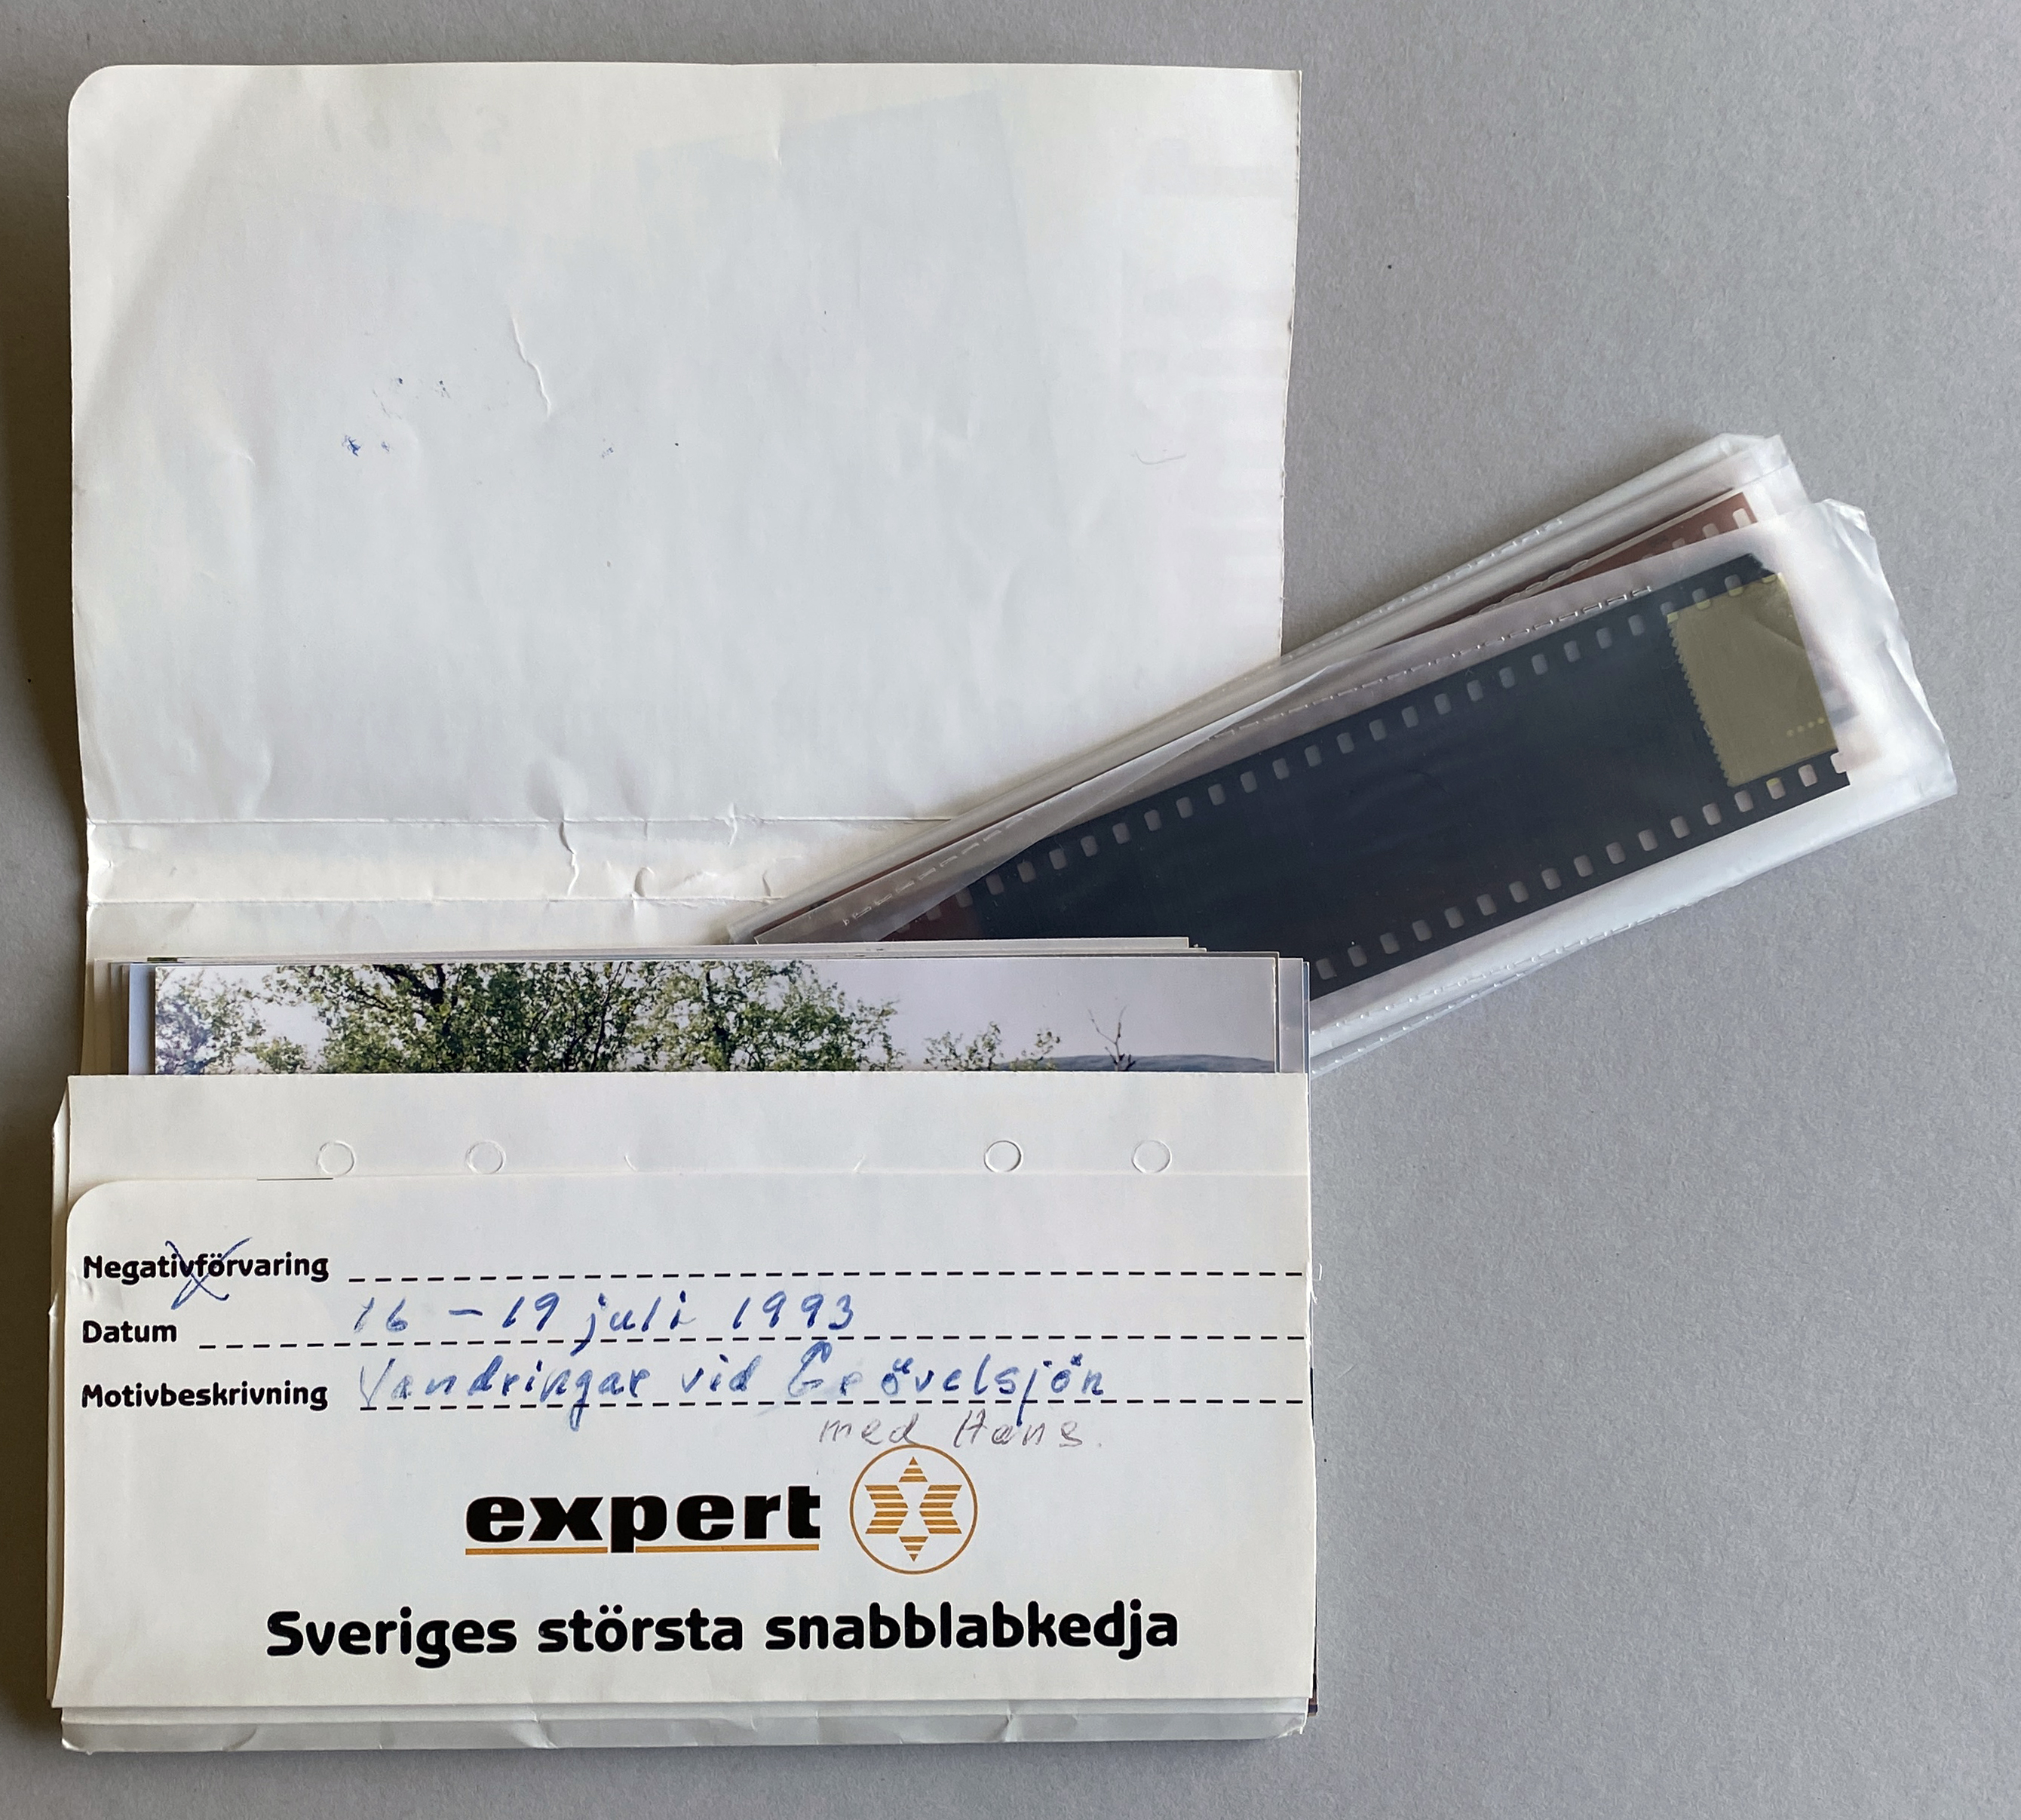 Negativförvaring
Datum 16 – 19 juli 1993
Motivbeskrivning Vandringar vid Grövelsjön
med Hans.
expert
Sveriges största snabblabkedja